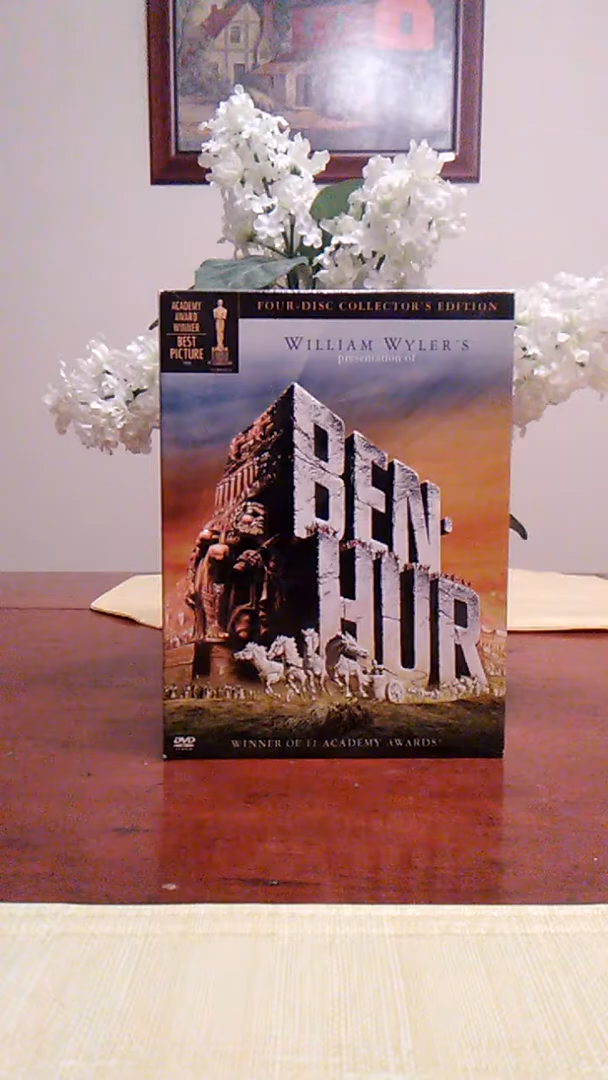 ACADEMY
AWARD
WINNER
BEST
PICTURE
FOUR-DISC COLLECTOR'S EDITION
WILLIAM WYLER'S
presentation of
BEN-
HUR
DVD
WINNER OF 11 ACADEMY AWARDS®